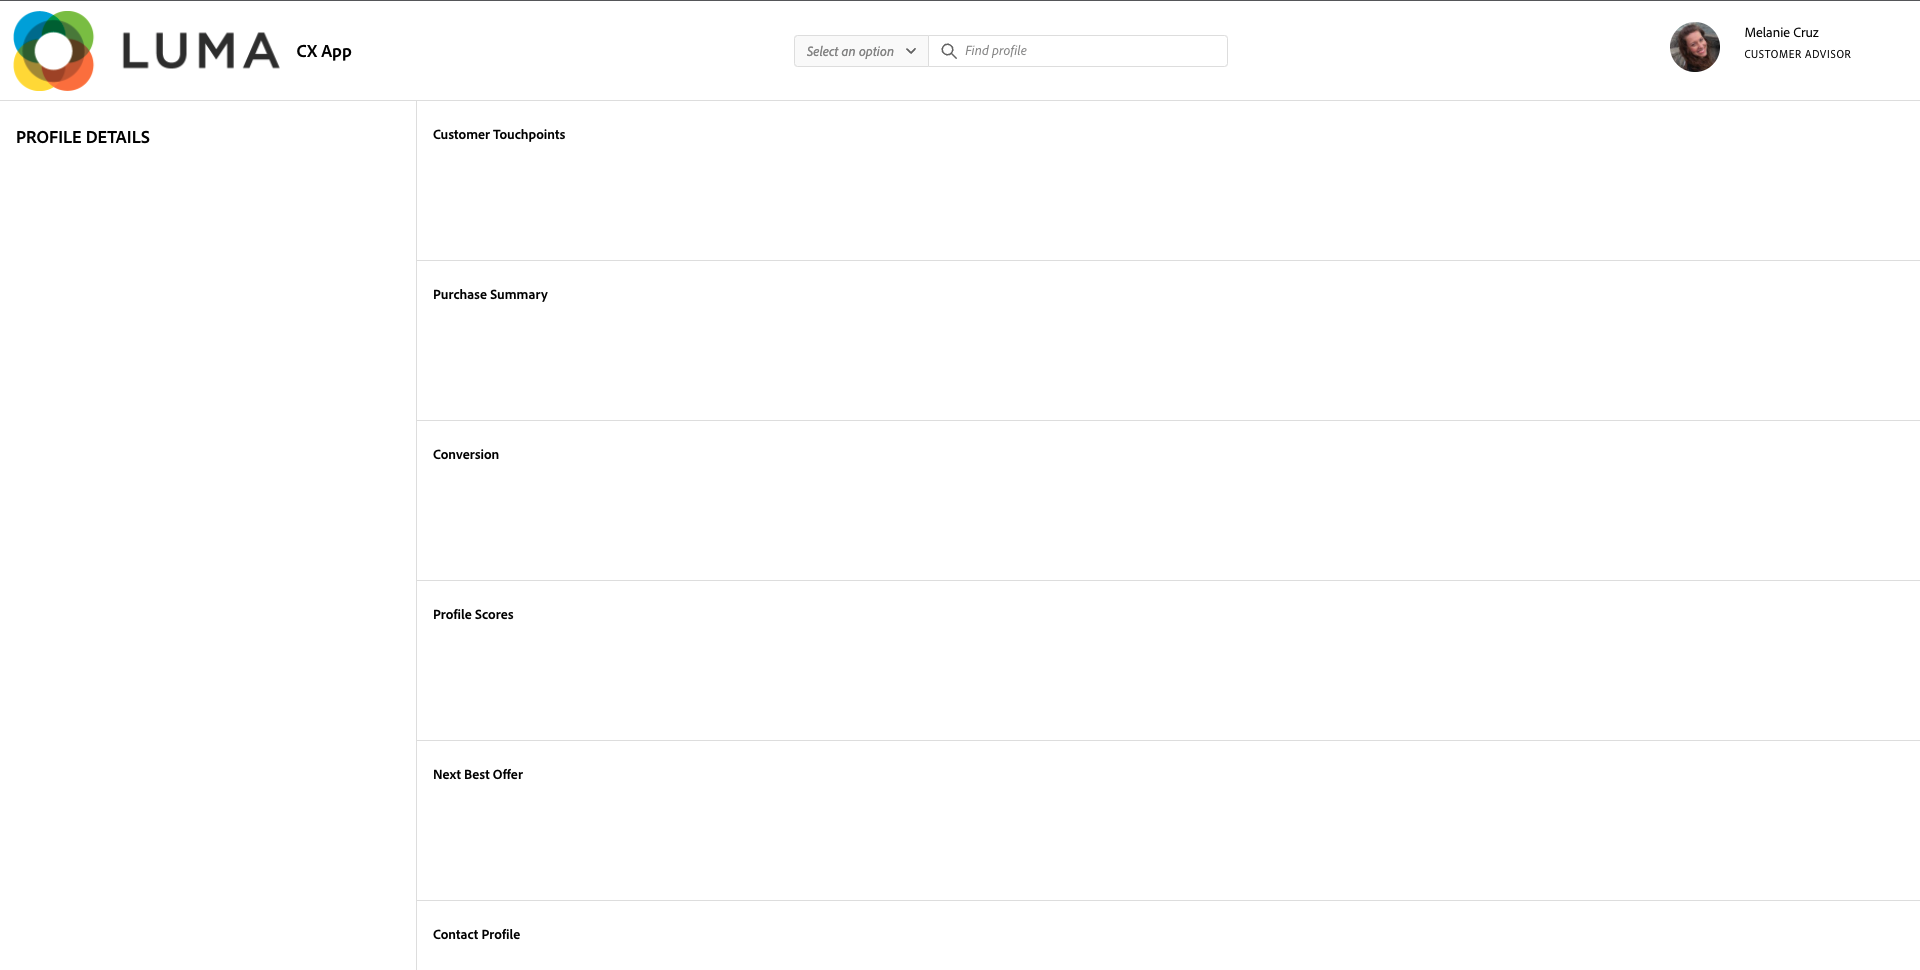 LUMA CX App
Select an option
Find profile
Melanie Cruz
CUSTOMER ADVISOR
PROFILE DETAILS
Customer Touchpoints
Purchase Summary
Conversion
Profile Scores
Next Best Offer
Contact Profile